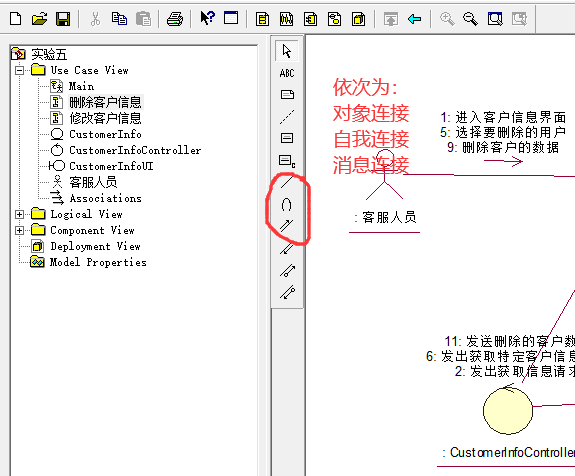 实验五
Use Case View
Main
删除客户信息
修改客户信息
CustomerInfo
CustomerInfoController
CustomerInfoUI
客服人员
Associations
Logical View
Component View
Deployment View
Model Properties
ABC
依次为：
对象连接
自我连接
消息连接
1: 进入客户信息界面
5: 选择要删除的用户
9: 删除客户的数据
: 客服人员
11: 发送删除的客户数
6: 发出获取特定客户信息
2: 发出获取信息请求
: CustomerInfoController